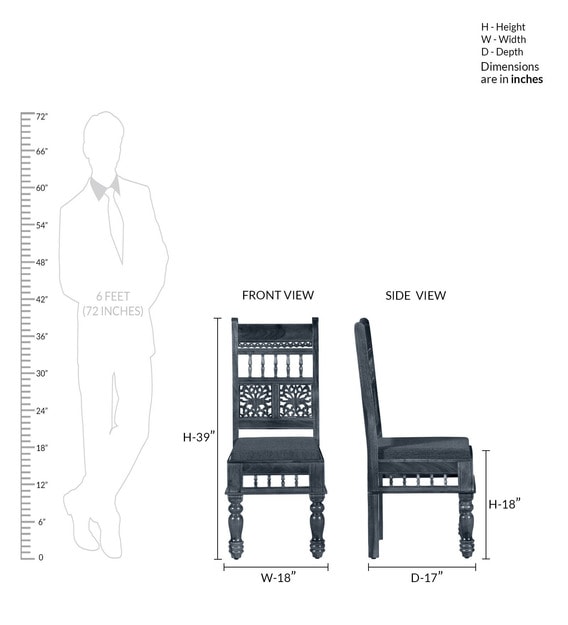 H - Height
W - Width
D - Depth
Dimensions
are in inches
72"
66"
60"
54"
48"
42"
36"
30"
24"
18"
12"
6"
0
6 FEET
(72 INCHES)
FRONT VIEW
SIDE VIEW
H-39”
H-18”
W-18”
D-17”